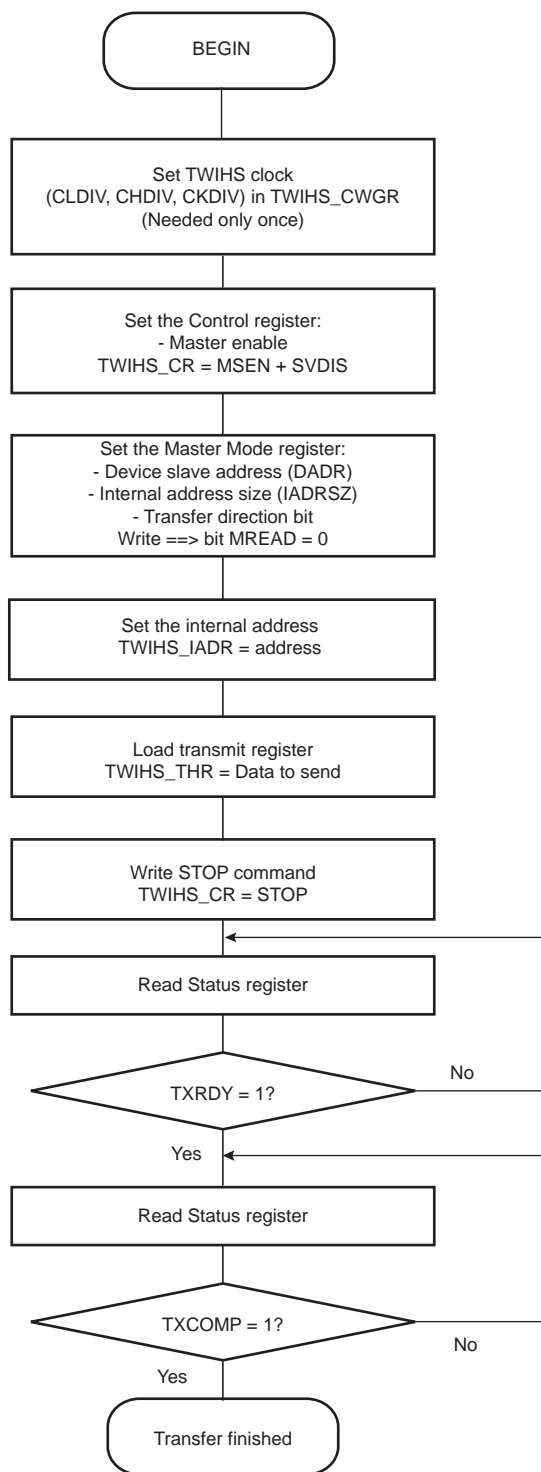 BEGIN
Set TWIHS clock
(CLDIV, CHDIV, CKDIV) in TWIHS_CWGR
(Needed only once)
Set the Control register:
- Master enable
TWIHS_CR = MSEN + SVDIS
Set the Master Mode register:
- Device slave address (DADR)
- Internal address size (IADRSZ)
- Transfer direction bit
Write ==> bit MREAD = 0
Set the internal address
TWIHS_IADR = address
Load transmit register
TWIHS_THR = Data to send
Write STOP command
TWIHS_CR = STOP
Read Status register
TXRDY = 1?
No
Yes
Read Status register
TXCOMP = 1?
No
Yes
Transfer finished